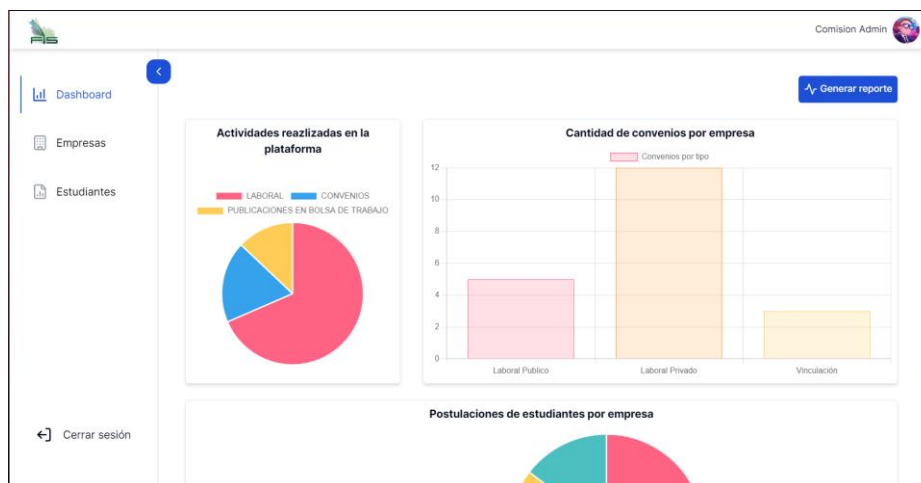 FIS
Comision Admin
Dashboard
Empresas
Estudiantes
Cerrar sesión
Generar reporte
Actividades reazlizadas en la
plataforma
LABORAL CONVENIOS
PUBLICACIONES EN BOLSA DE TRABAJO
Cantidad de convenios por empresa
Convenios por tipo
12
10
8
6
4
2
0
Laboral Publico Laboral Privado Vinculación
Postulaciones de estudiantes por empresa